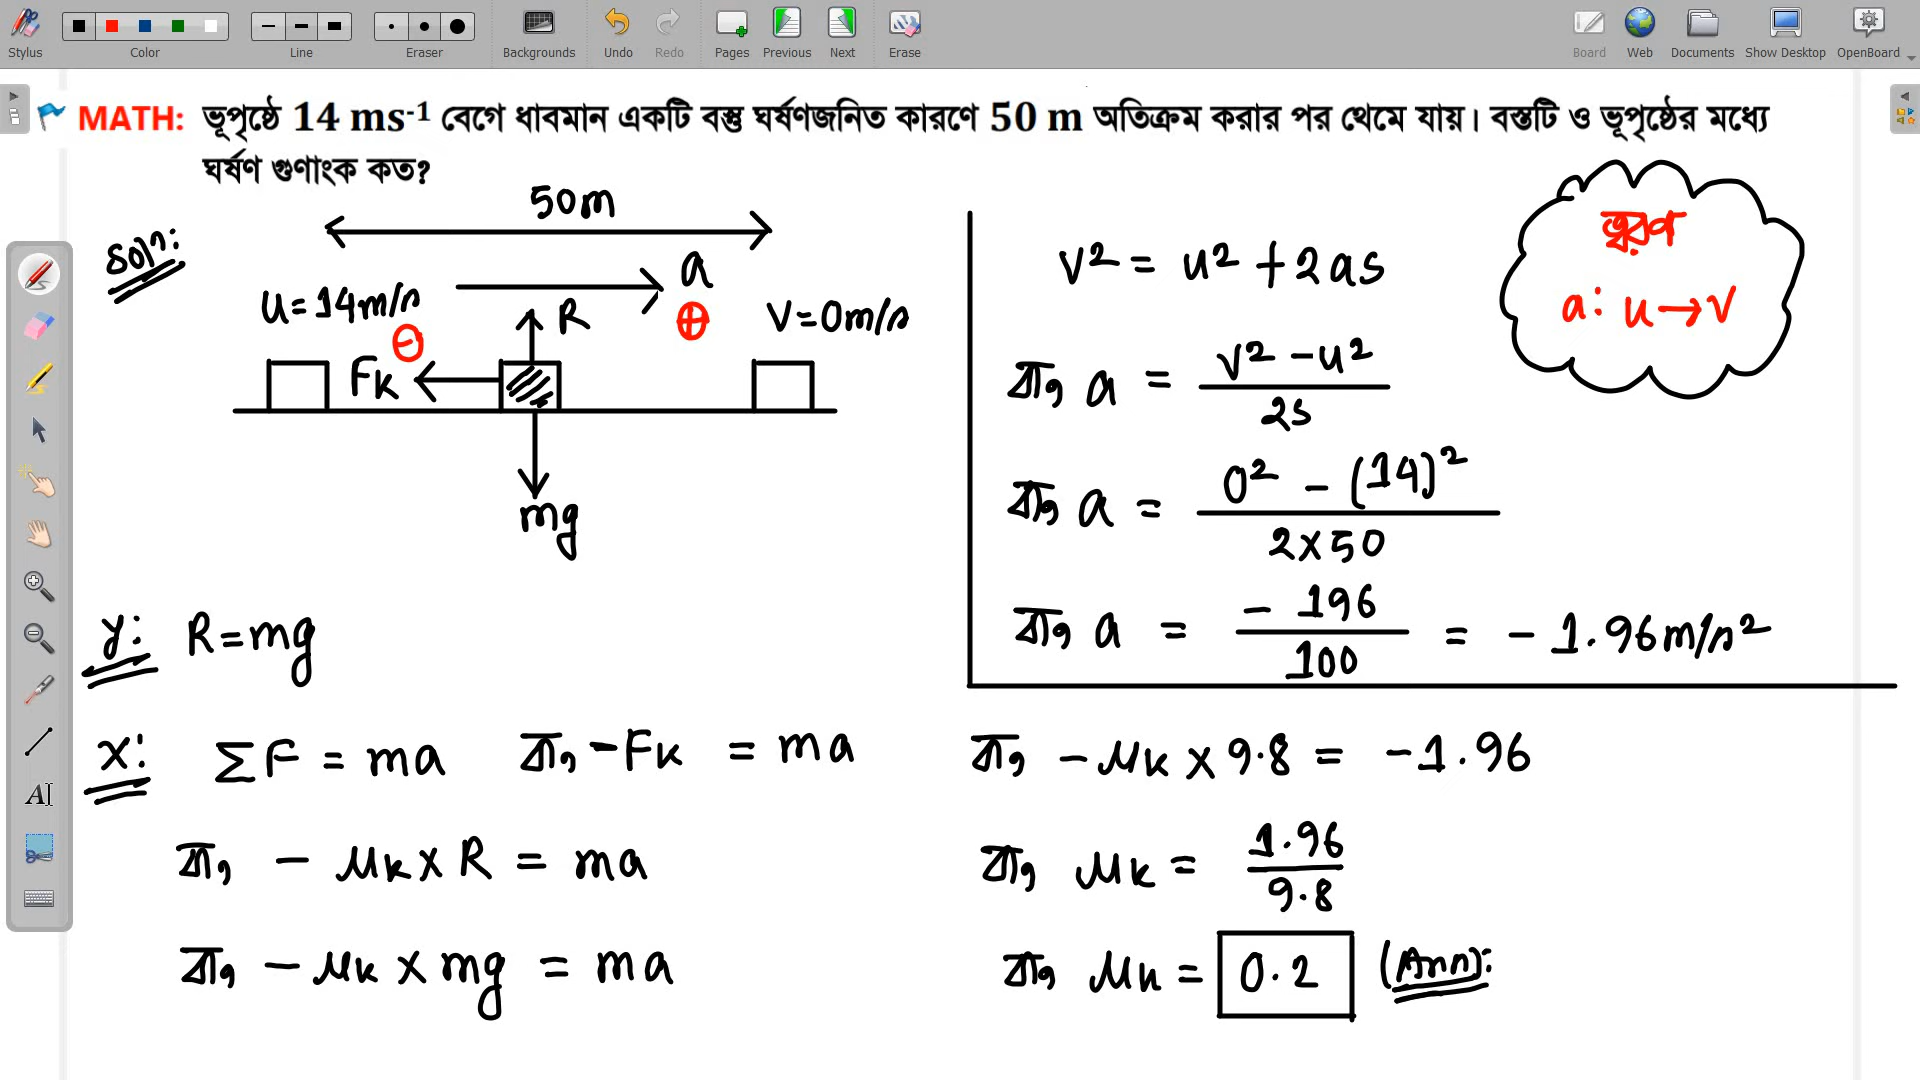 Stylus Color Line Eraser Backgrounds Undo Redo Pages Previous Next Erase Board Web Documents Show Desktop OpenBoard
MATH: ভূপৃষ্ঠে 14 ms⁻¹ বেগে ধাবমান একটি বস্তু ঘর্ষণজনিত কারণে 50 m অতিক্রম করার পর থেমে যায়। বস্তটি ও ভূপৃষ্ঠের মধ্যে
ঘর্ষণ গুণাংক কত?
Solⁿ:
50m
a
u=14m/s
R
⊕
V=0m/s
⊖
Fk
mg
y: R=mg
x: ΣF = ma বা, -Fk = ma
বা, - μk × R = ma
বা, - μk × mg = ma
v² = u² + 2as
বা, a = v² - u² / 2s
বা, a = 0² - (14)² / 2×50
বা, a = - 196 / 100 = - 1.96m/s²
ত্বরণ
a: u → v
বা, - μk × 9.8 = -1.96
বা, μk = 1.96 / 9.8
বা, μk = 0.2 (Ans):
A